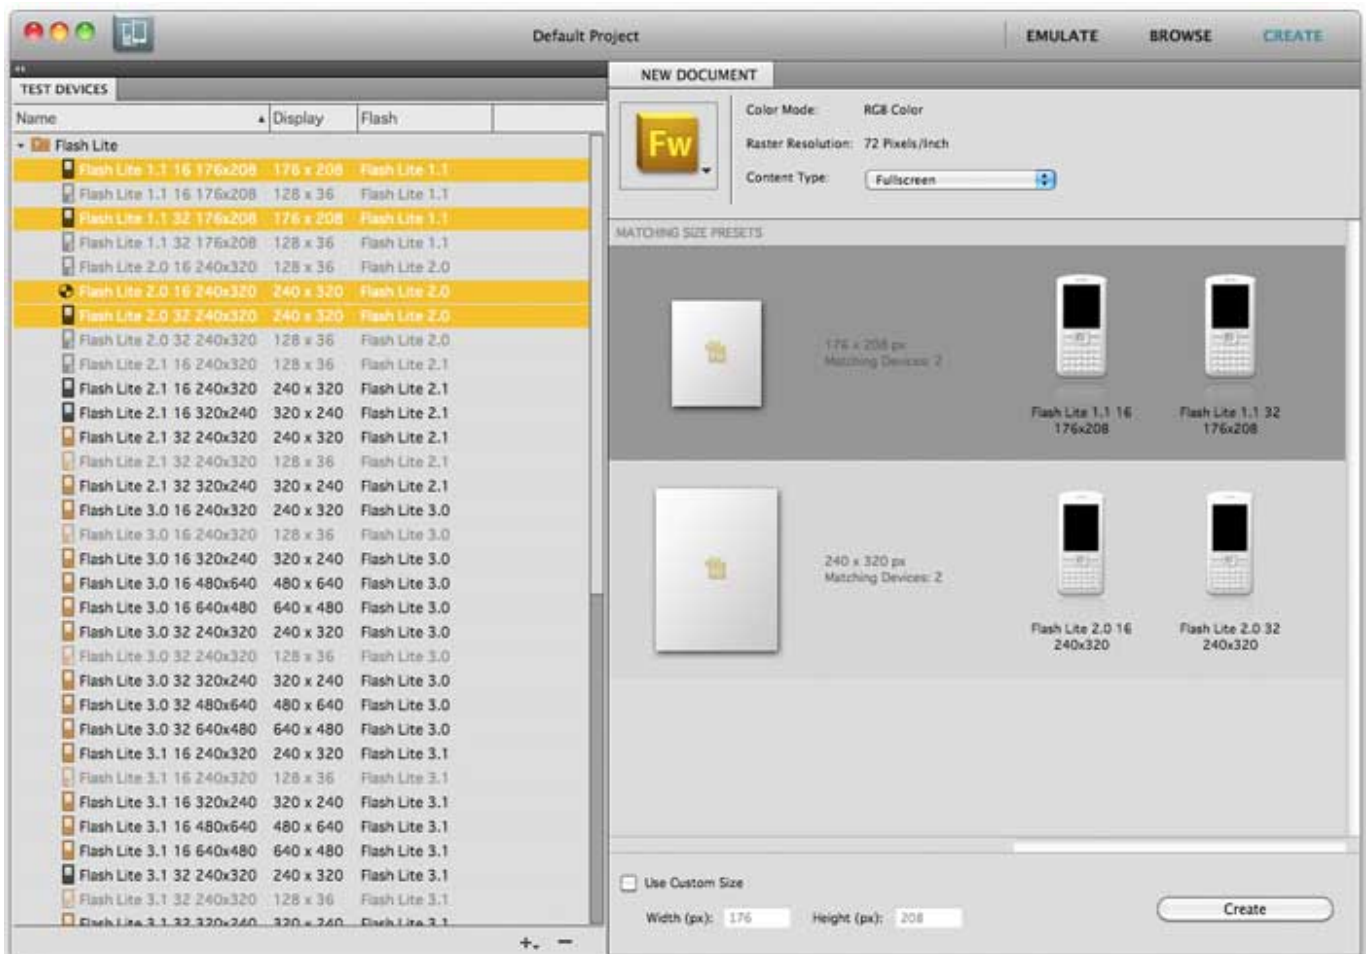 Default Project
EMULATE BROWSE CREATE
TEST DEVICES
Name Display Flash
Flash Lite
Flash Lite 1.1 16 176x208 176 x 208 Flash Lite 1.1
Flash Lite 1.1 16 176x208 128 x 36 Flash Lite 1.1
Flash Lite 1.1 32 176x208 176 x 208 Flash Lite 1.1
Flash Lite 1.1 32 176x208 128 x 36 Flash Lite 1.1
Flash Lite 2.0 16 240x320 128 x 36 Flash Lite 2.0
Flash Lite 2.0 16 240x320 240 x 320 Flash Lite 2.0
Flash Lite 2.0 32 240x320 240 x 320 Flash Lite 2.0
Flash Lite 2.0 32 240x320 128 x 36 Flash Lite 2.0
Flash Lite 2.1 16 240x320 128 x 36 Flash Lite 2.1
Flash Lite 2.1 16 240x320 240 x 320 Flash Lite 2.1
Flash Lite 2.1 16 320x240 320 x 240 Flash Lite 2.1
Flash Lite 2.1 32 240x320 240 x 320 Flash Lite 2.1
Flash Lite 2.1 32 240x320 128 x 36 Flash Lite 2.1
Flash Lite 2.1 32 320x240 320 x 240 Flash Lite 2.1
Flash Lite 3.0 16 240x320 240 x 320 Flash Lite 3.0
Flash Lite 3.0 16 240x320 128 x 36 Flash Lite 3.0
Flash Lite 3.0 16 320x240 320 x 240 Flash Lite 3.0
Flash Lite 3.0 16 480x640 480 x 640 Flash Lite 3.0
Flash Lite 3.0 16 640x480 640 x 480 Flash Lite 3.0
Flash Lite 3.0 32 240x320 240 x 320 Flash Lite 3.0
Flash Lite 3.0 32 240x320 128 x 36 Flash Lite 3.0
Flash Lite 3.0 32 320x240 320 x 240 Flash Lite 3.0
Flash Lite 3.0 32 480x640 480 x 640 Flash Lite 3.0
Flash Lite 3.0 32 640x480 640 x 480 Flash Lite 3.0
Flash Lite 3.1 16 240x320 240 x 320 Flash Lite 3.1
Flash Lite 3.1 16 240x320 128 x 36 Flash Lite 3.1
Flash Lite 3.1 16 320x240 320 x 240 Flash Lite 3.1
Flash Lite 3.1 16 480x640 480 x 640 Flash Lite 3.1
Flash Lite 3.1 16 640x480 640 x 480 Flash Lite 3.1
Flash Lite 3.1 32 240x320 240 x 320 Flash Lite 3.1
Flash Lite 3.1 32 240x320 128 x 36 Flash Lite 3.1
Flash Lite 3.1 32 320x240 320 x 240 Flash Lite 3.1
NEW DOCUMENT
Fw
Color Mode: RGB Color
Raster Resolution: 72 Pixels/Inch
Content Type: Fullscreen
MATCHING SIZE PRESETS
176 x 208 px
Matching Devices: 2
Flash Lite 1.1 16
176x208
Flash Lite 1.1 32
176x208
240 x 320 px
Matching Devices: 2
Flash Lite 2.0 16
240x320
Flash Lite 2.0 32
240x320
Use Custom Size
Width (px): 176 Height (px): 208
Create